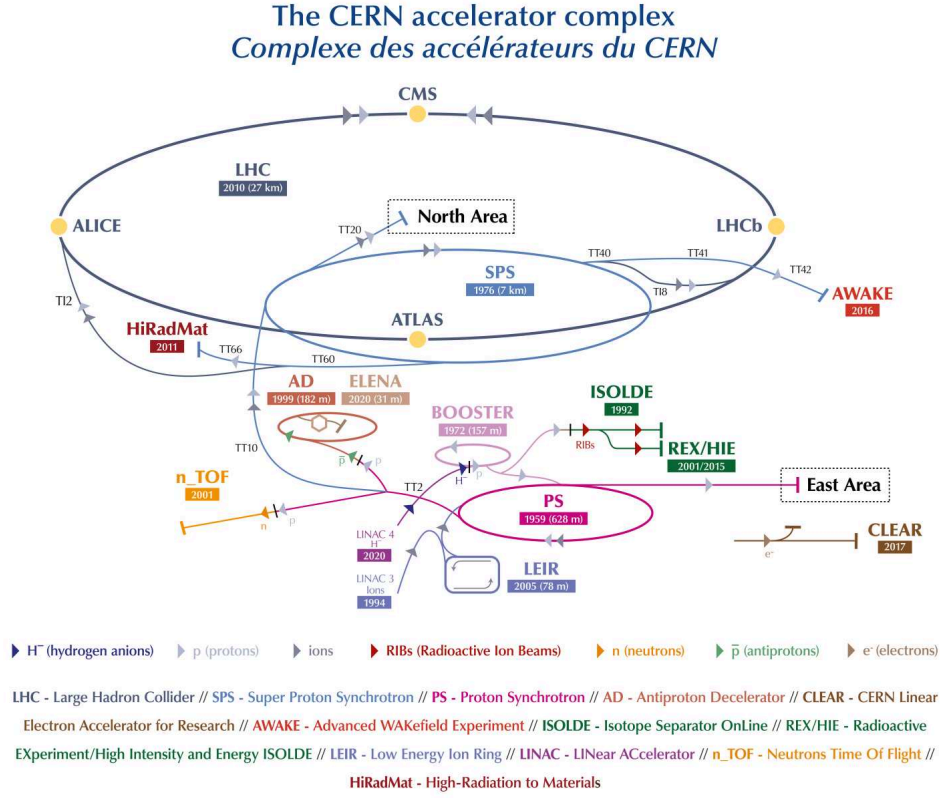 The CERN accelerator complex
Complexe des accélérateurs du CERN
CMS
LHC
2010 (27 km)
North Area
TT20
ALICE
LHCb
TT40
TT41
SPS
1976 (7 km)
TT42
TI8
TI2
AWAKE
2016
HiRadMat
2011
ATLAS
TT66
TT60
AD
1999 (182 m)
ELENA
2020 (31 m)
ISOLDE
1992
BOOSTER
1972 (157 m)
RIBs
REX/HIE
2001/2015
TT10
p̅
p
H⁻
p
n_TOF
2001
TT2
East Area
PS
1959 (628 m)
n
p
LINAC 4
H⁻
2020
CLEAR
2017
e⁻
LINAC 3
Ions
1994
LEIR
2005 (78 m)
H⁻ (hydrogen anions)
p (protons)
ions
RIBs (Radioactive Ion Beams)
n (neutrons)
p̅ (antiprotons)
e⁻ (electrons)
LHC - Large Hadron Collider // SPS - Super Proton Synchrotron // PS - Proton Synchrotron // AD - Antiproton Decelerator // CLEAR - CERN Linear
Electron Accelerator for Research // AWAKE - Advanced WAKefield Experiment // ISOLDE - Isotope Separator OnLine // REX/HIE - Radioactive
EXperiment/High Intensity and Energy ISOLDE // LEIR - Low Energy Ion Ring // LINAC - LINear ACcelerator // n_TOF - Neutrons Time Of Flight //
HiRadMat - High-Radiation to Materials